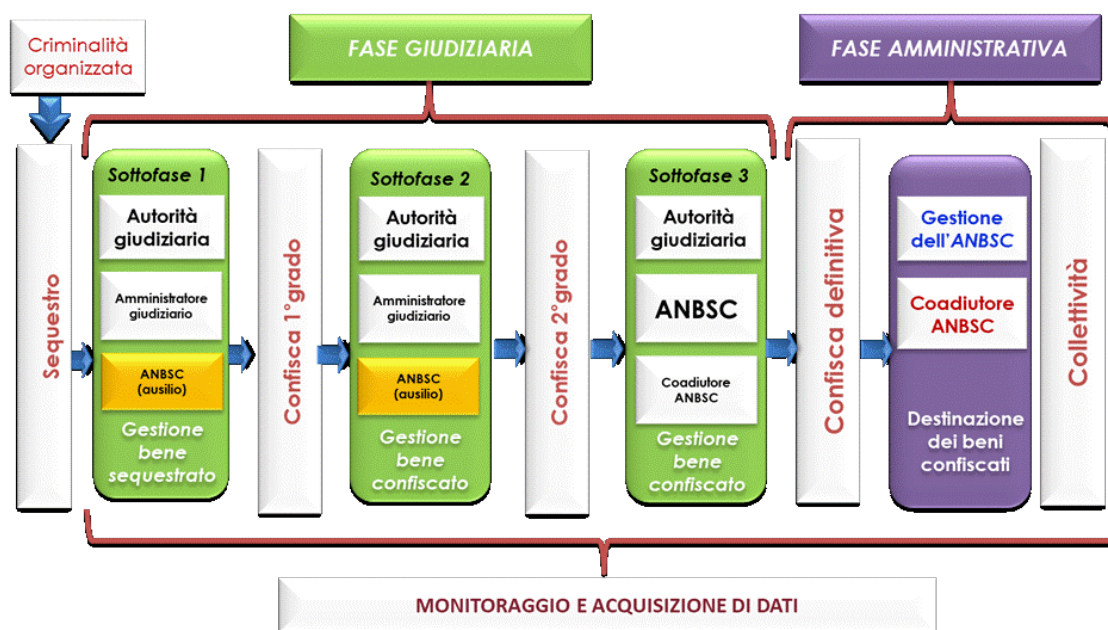 Criminalità
organizzata
FASE GIUDIZIARIA
FASE AMMINISTRATIVA
Sequestro
Sottofase 1
Autorità
giudiziaria
Amministratore
giudiziario
ANBSC
(ausilio)
Gestione
bene
sequestrato
Confisca 1°grado
Sottofase 2
Autorità
giudiziaria
Amministratore
giudiziario
ANBSC
(ausilio)
Gestione
bene
confiscato
Confisca 2°grado
Sottofase 3
Autorità
giudiziaria
ANBSC
Coadiutore
ANBSC
Gestione
bene
confiscato
Confisca definitiva
Gestione
dell'ANBSC
Coadiutore
ANBSC
Destinazione
dei beni
confiscati
Collettività
MONITORAGGIO E ACQUISIZIONE DI DATI